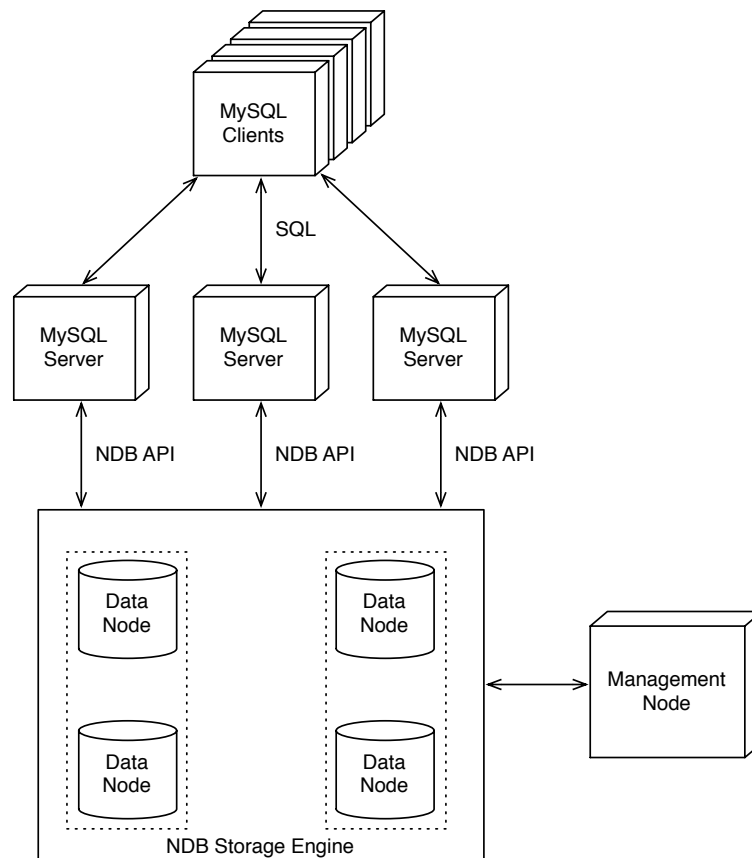 MySQL
Clients
SQL
MySQL
Server
MySQL
Server
MySQL
Server
NDB API
NDB API
NDB API
Data
Node
Data
Node
Management
Node
Data
Node
Data
Node
NDB Storage Engine